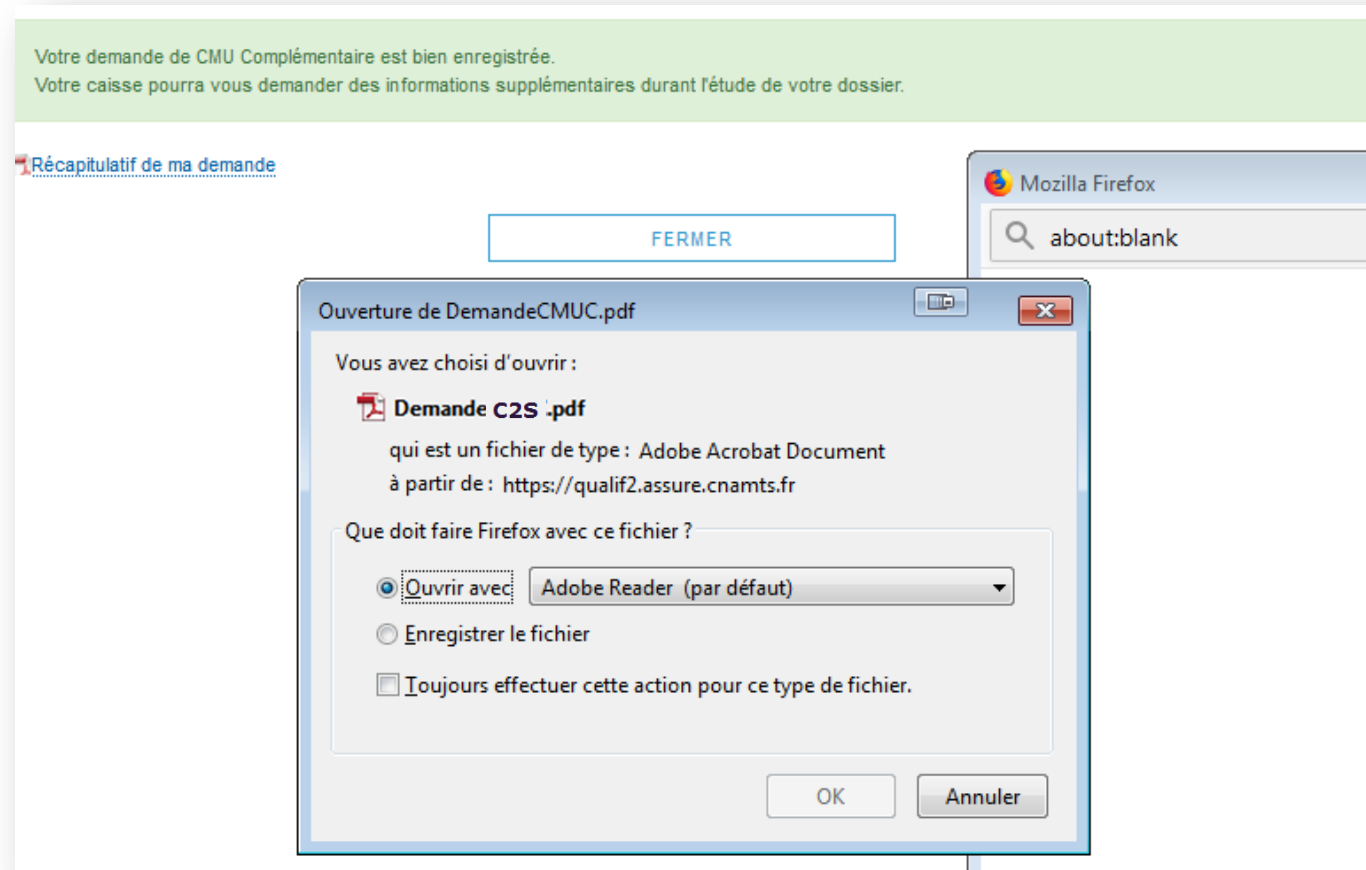 Votre demande de CMU Complémentaire est bien enregistrée.
Votre caisse pourra vous demander des informations supplémentaires durant l'étude de votre dossier.
Récapitulatif de ma demande
FERMER
Mozilla Firefox
about:blank
Ouverture de DemandeCMUC.pdf
Vous avez choisi d'ouvrir :
Demande C2S .pdf
qui est un fichier de type : Adobe Acrobat Document
à partir de : https://qualif2.assure.cnamts.fr
Que doit faire Firefox avec ce fichier ?
Ouvrir avec Adobe Reader (par défaut)
Enregistrer le fichier
Toujours effectuer cette action pour ce type de fichier.
OK Annuler